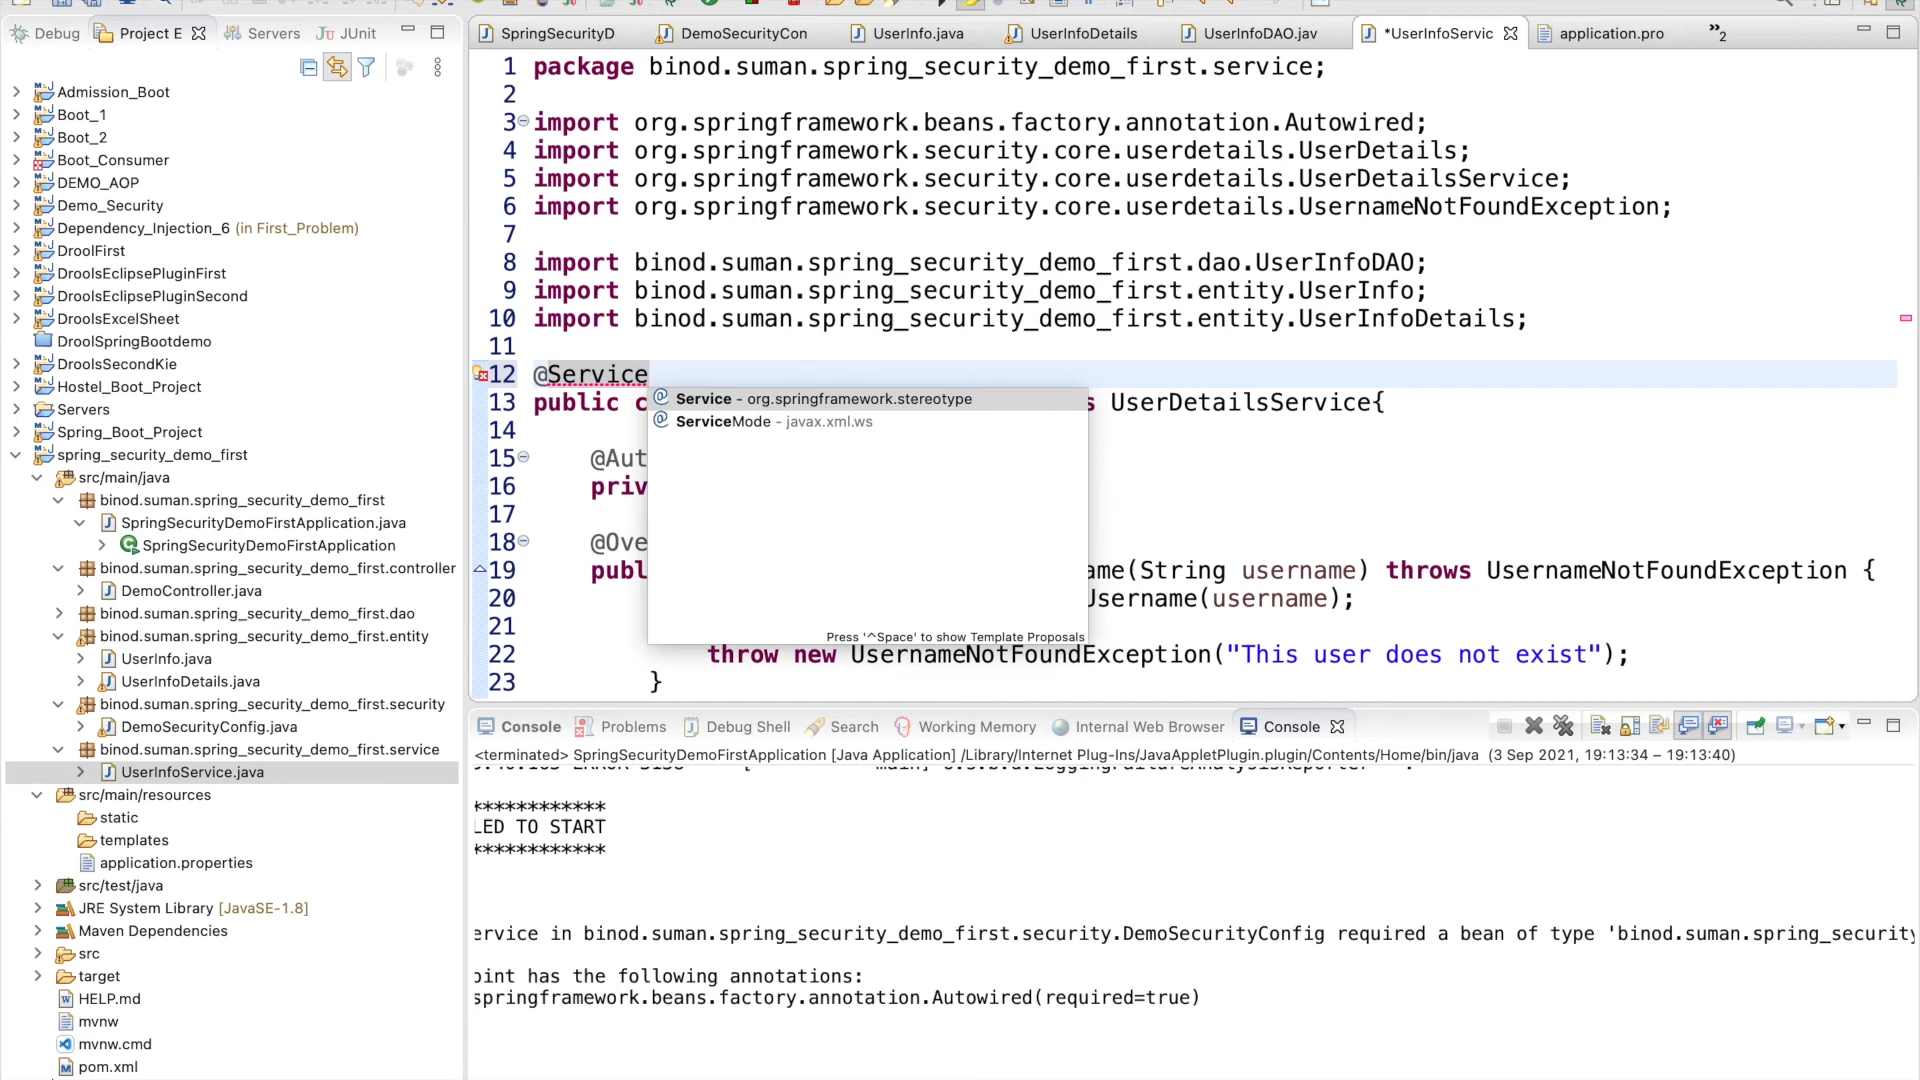 Debug
Project E
Servers
JUnit
Admission_Boot
Boot_1
Boot_2
Boot_Consumer
DEMO_AOP
Demo_Security
Dependency_Injection_6 (in First_Problem)
DroolFirst
DroolsEclipsePluginFirst
DroolsEclipsePluginSecond
DroolsExcelSheet
DroolSpringBootdemo
DroolsSecondKie
Hostel_Boot_Project
Servers
Spring_Boot_Project
spring_security_demo_first
src/main/java
binod.suman.spring_security_demo_first
SpringSecurityDemoFirstApplication.java
SpringSecurityDemoFirstApplication
binod.suman.spring_security_demo_first.controller
DemoController.java
binod.suman.spring_security_demo_first.dao
binod.suman.spring_security_demo_first.entity
UserInfo.java
UserInfoDetails.java
binod.suman.spring_security_demo_first.security
DemoSecurityConfig.java
binod.suman.spring_security_demo_first.service
UserInfoService.java
src/main/resources
static
templates
application.properties
src/test/java
JRE System Library [JavaSE-1.8]
Maven Dependencies
src
target
HELP.md
mvnw
mvnw.cmd
pom.xml
SpringSecurityD
DemoSecurityCon
UserInfo.java
UserInfoDetails
UserInfoDAO.jav
*UserInfoServic
application.pro
»2
1 package binod.suman.spring_security_demo_first.service;
2
3 import org.springframework.beans.factory.annotation.Autowired;
4 import org.springframework.security.core.userdetails.UserDetails;
5 import org.springframework.security.core.userdetails.UserDetailsService;
6 import org.springframework.security.core.userdetails.UsernameNotFoundException;
7
8 import binod.suman.spring_security_demo_first.dao.UserInfoDAO;
9 import binod.suman.spring_security_demo_first.entity.UserInfo;
10 import binod.suman.spring_security_demo_first.entity.UserInfoDetails;
11
12 @Service
13 public c s UserDetailsService{
14
15 @Aut
16 priv
17
18 @Ove
19 publ ame(String username) throws UsernameNotFoundException {
20 Username(username);
21
22 throw new UsernameNotFoundException("This user does not exist");
23 }
Service - org.springframework.stereotype
ServiceMode - javax.xml.ws
Press '^Space' to show Template Proposals
Console
Problems
Debug Shell
Search
Working Memory
Internal Web Browser
Console
<terminated> SpringSecurityDemoFirstApplication [Java Application] /Library/Internet Plug-Ins/JavaAppletPlugin.plugin/Contents/Home/bin/java (3 Sep 2021, 19:13:34 – 19:13:40)
************
LED TO START
************
ervice in binod.suman.spring_security_demo_first.security.DemoSecurityConfig required a bean of type 'binod.suman.spring_security
oint has the following annotations:
springframework.beans.factory.annotation.Autowired(required=true)